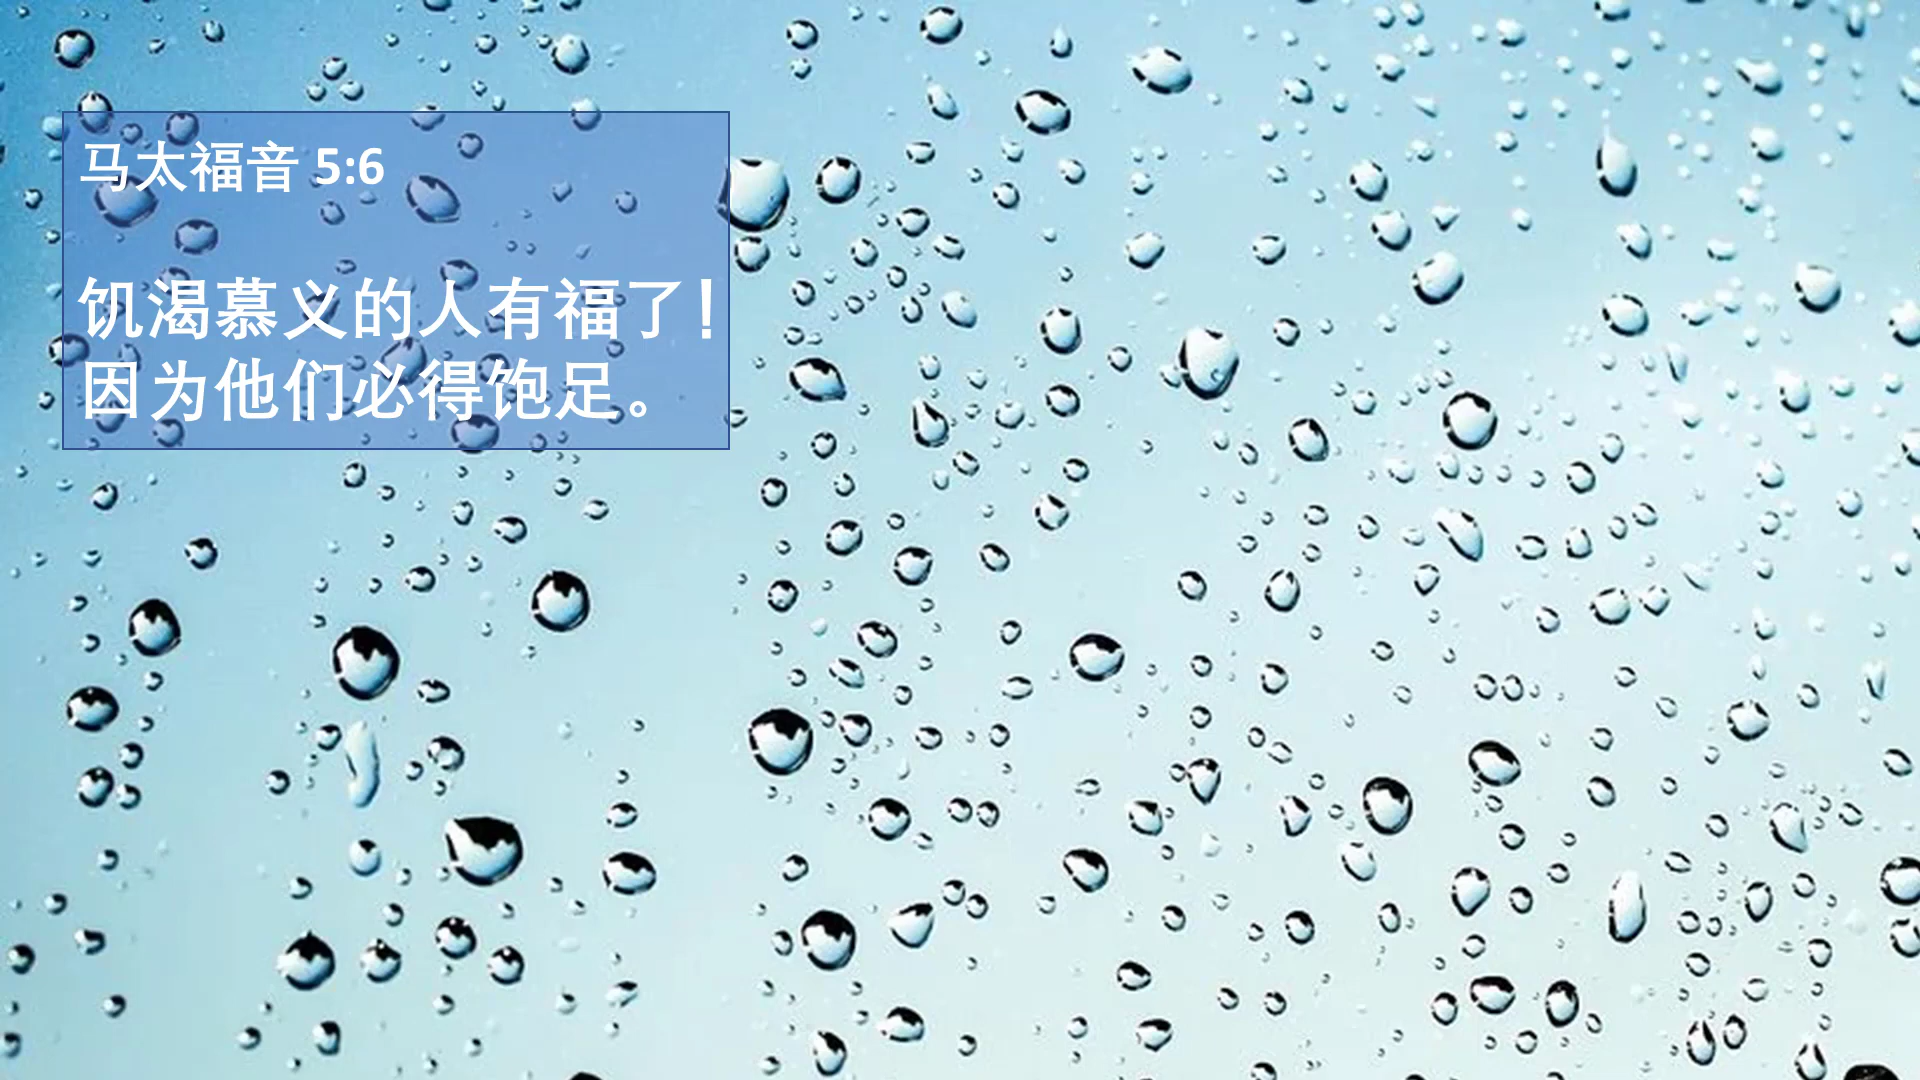 马太福音 5:6
饥渴慕义的人有福了！
因为他们必得饱足。